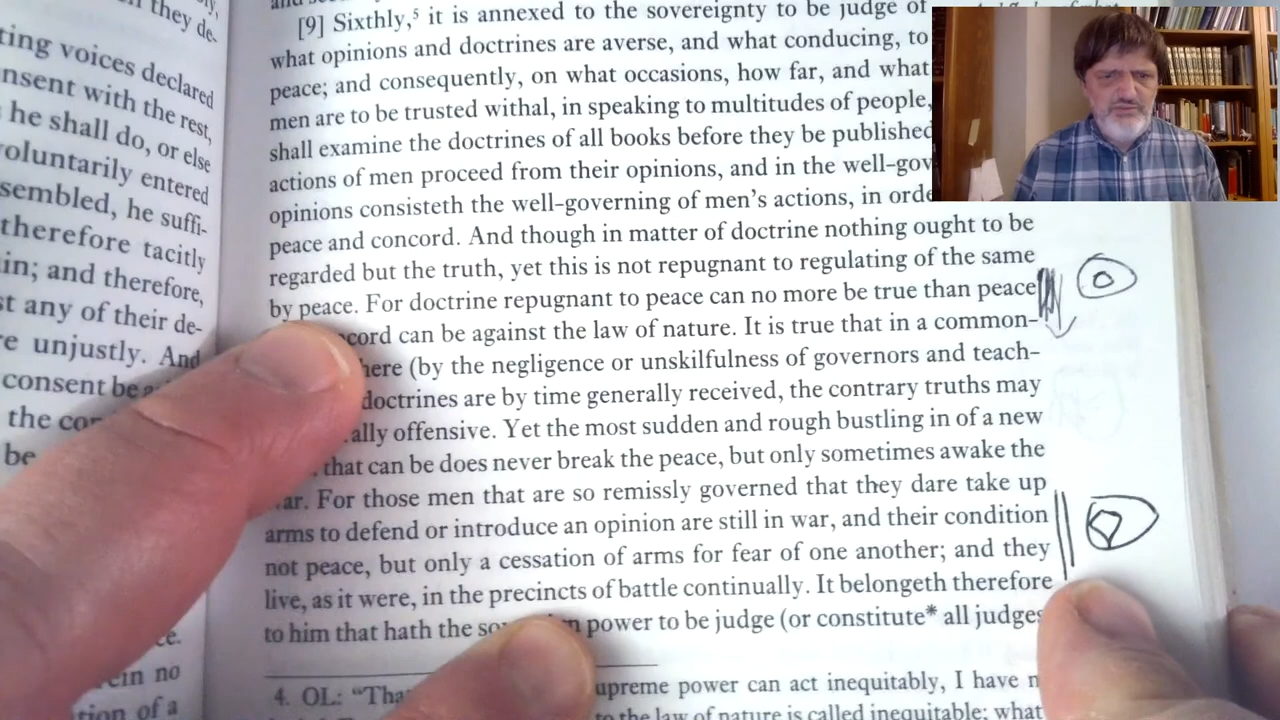 they de-
ting voices declared
nsent with the rest,
he shall do, or else
oluntarily entered
sembled, he suffi-
therefore tacitly
in; and therefore,
st any of their de-
e unjustly. And
consent be
the
be
ce.
ein no
tion of a
[9] Sixthly,⁵ it is annexed to the sovereignty to be judge of
what opinions and doctrines are averse, and what conducing, to
peace; and consequently, on what occasions, how far, and what
men are to be trusted withal, in speaking to multitudes of people,
shall examine the doctrines of all books before they be published
actions of men proceed from their opinions, and in the well-gov
opinions consisteth the well-governing of men's actions, in orde
peace and concord. And though in matter of doctrine nothing ought to be
regarded but the truth, yet this is not repugnant to regulating of the same
by peace. For doctrine repugnant to peace can no more be true than peace
cord can be against the law of nature. It is true that in a common-
here (by the negligence or unskilfulness of governors and teach-
doctrines are by time generally received, the contrary truths may
ally offensive. Yet the most sudden and rough bustling in of a new
that can be does never break the peace, but only sometimes awake the
ar. For those men that are so remissly governed that they dare take up
arms to defend or introduce an opinion are still in war, and their condition
not peace, but only a cessation of arms for fear of one another; and they
live, as it were, in the precincts of battle continually. It belongeth therefore
to him that hath the so n power to be judge (or constitute* all judges
4. OL: "Tha upreme power can act inequitably, I have n
to the law of nature is called inequitable; what